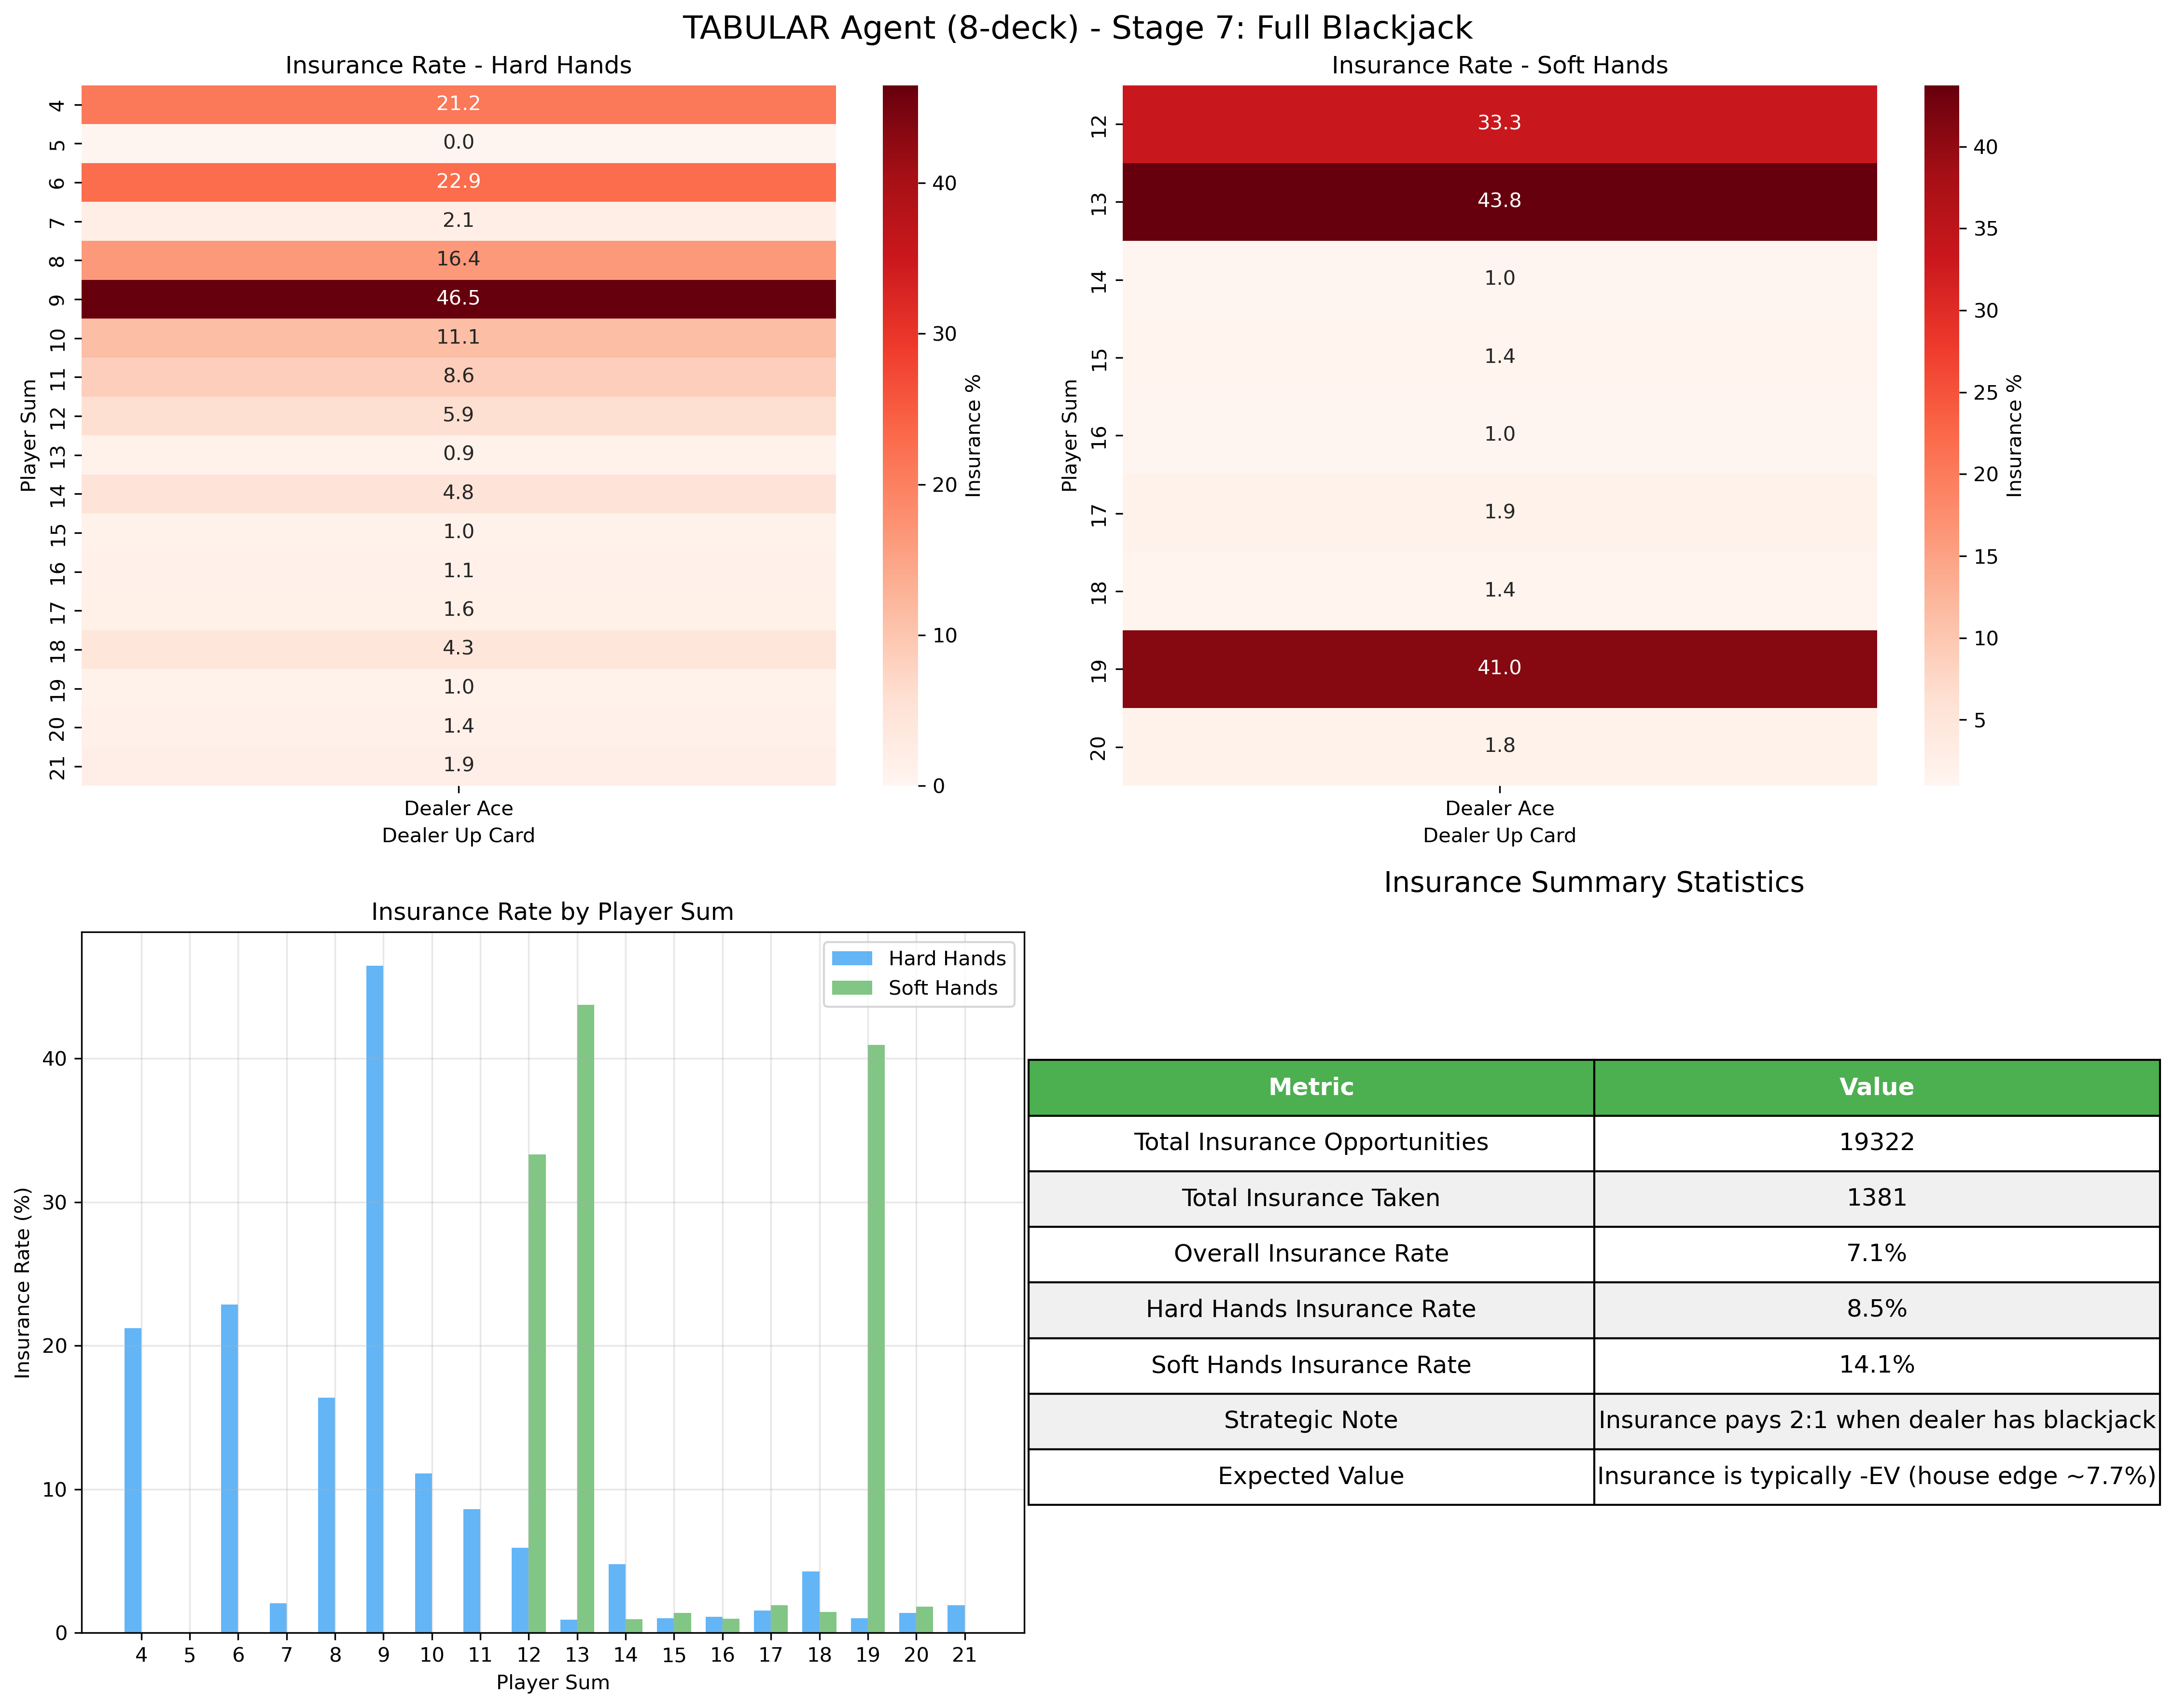 TABULAR Agent (8-deck) - Stage 7: Full Blackjack
Insurance Rate - Hard Hands
Player Sum
4
5
6
7
8
9
10
11
12
13
14
15
16
17
18
19
20
21
21.2
0.0
22.9
2.1
16.4
46.5
11.1
8.6
5.9
0.9
4.8
1.0
1.1
1.6
4.3
1.0
1.4
1.9
Dealer Ace
Dealer Up Card
40
30
20
10
0
Insurance %
Insurance Rate - Soft Hands
Player Sum
12
13
14
15
16
17
18
19
20
33.3
43.8
1.0
1.4
1.0
1.9
1.4
41.0
1.8
Dealer Ace
Dealer Up Card
40
35
30
25
20
15
10
5
Insurance %
Insurance Rate by Player Sum
Hard Hands
Soft Hands
Insurance Rate (%)
40
30
20
10
0
4 5 6 7 8 9 10 11 12 13 14 15 16 17 18 19 20 21
Player Sum
Insurance Summary Statistics
Metric Value
Total Insurance Opportunities 19322
Total Insurance Taken 1381
Overall Insurance Rate 7.1%
Hard Hands Insurance Rate 8.5%
Soft Hands Insurance Rate 14.1%
Strategic Note Insurance pays 2:1 when dealer has blackjack
Expected Value Insurance is typically -EV (house edge ~7.7%)